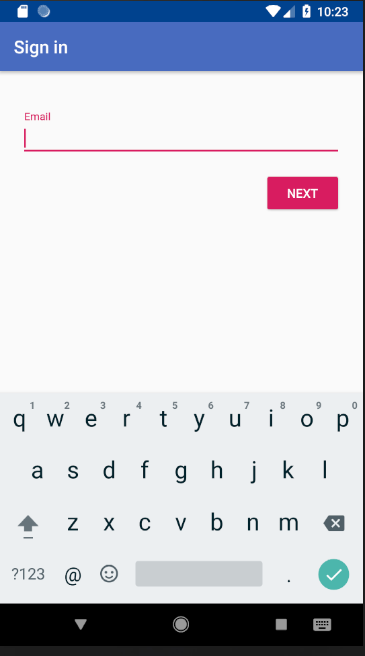 10:23
Sign in
Email
NEXT
1 2 3 4 5 6 7 8 9 0
q w e r t y u i o p
a s d f g h j k l
z x c v b n m
?123 @ .